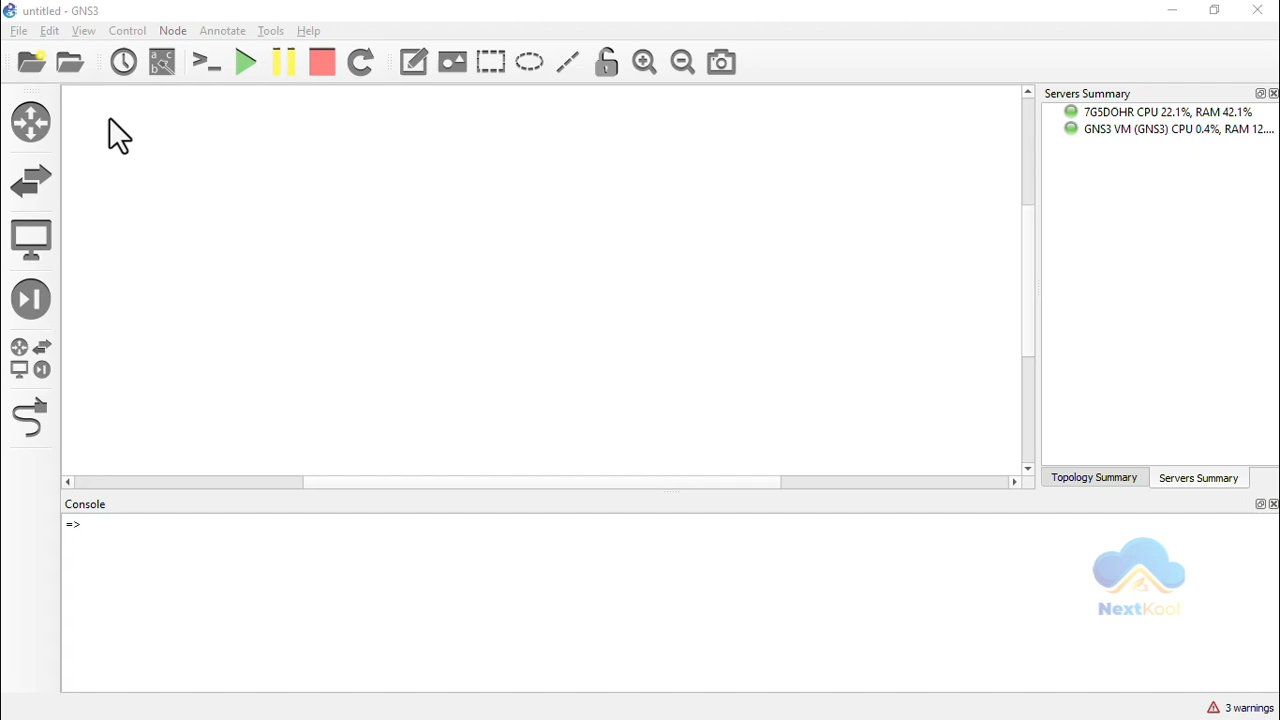 untitled - GNS3
File Edit View Control Node Annotate Tools Help
Servers Summary
7G5DOHR CPU 22.1%, RAM 42.1%
GNS3 VM (GNS3) CPU 0.4%, RAM 12....
Topology Summary Servers Summary
Console
=>
NextKool
3 warnings